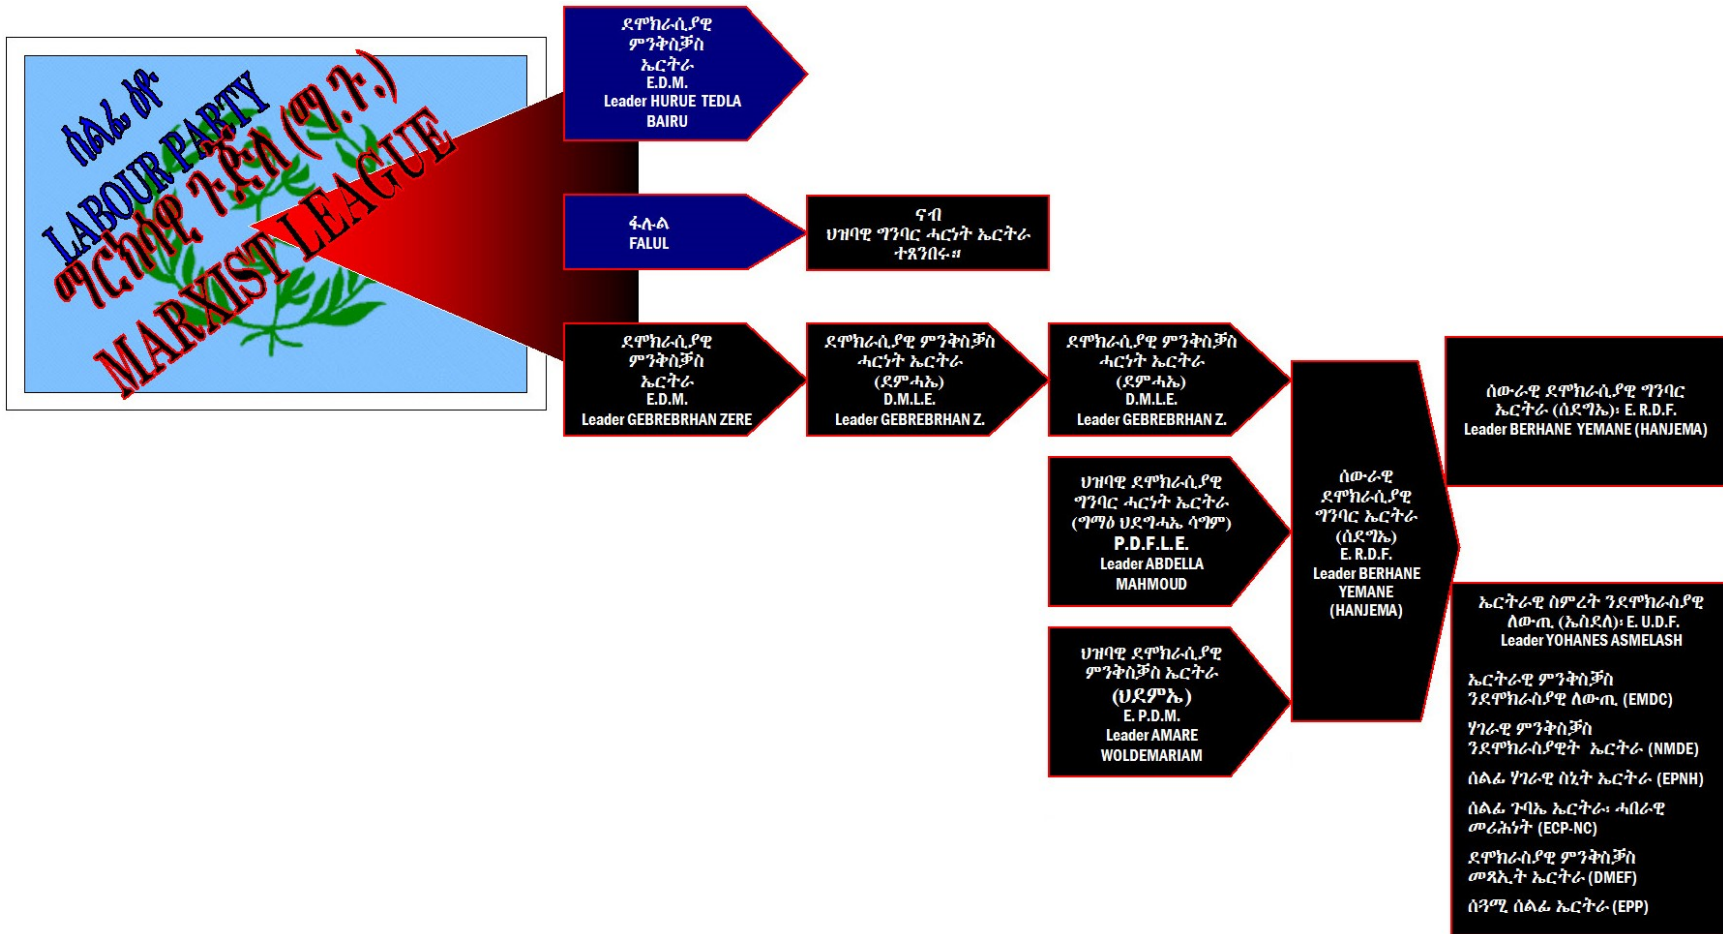 ሰልፊ ዕዮ
LABOUR PARTY
ማርክሳዊ ጉጅለ (ማ.ጉ.)
MARXIST LEAGUE
ደሞክራሲያዊ
ምንቅስቓስ
ኤርትራ
E.D.M.
Leader HURUE TEDLA
BAIRU
ፋሉል
FALUL
ናብ
ህዝባዊ ግንባር ሓርነት ኤርትራ
ተጸንበሩ።
ደሞክራሲያዊ
ምንቅስቓስ
ኤርትራ
E.D.M.
Leader GEBREBRHAN ZERE
ደሞክራሲያዊ ምንቅስቓስ
ሓርነት ኤርትራ
(ደምሓኤ)
D.M.L.E.
Leader GEBREBRHAN Z.
ደሞክራሲያዊ ምንቅስቓስ
ሓርነት ኤርትራ
(ደምሓኤ)
D.M.L.E.
Leader GEBREBRHAN Z.
ህዝባዊ ደሞክራሲያዊ
ግንባር ሓርነት ኤርትራ
(ግማዕ ህደግሓኤ ሳግም)
P.D.F.L.E.
Leader ABDELLA
MAHMOUD
ህዝባዊ ደሞክራሲያዊ
ምንቅስቓስ ኤርትራ
(ህደምኤ)
E. P.D.M.
Leader AMARE
WOLDEMARIAM
ሰውራዊ
ደሞክራሲያዊ
ግንባር ኤርትራ
(ሰደግኤ)
E. R.D.F.
Leader BERHANE
YEMANE
(HANJEMA)
ሰውራዊ ደሞክራሲያዊ ግንባር
ኤርትራ (ሰደግኤ)፡ E. R.D.F.
Leader BERHANE YEMANE (HANJEMA)
ኤርትራዊ ስምረት ንደሞክራስያዊ
ለውጢ (ኤስደለ)፡ E. U.D.F.
Leader YOHANES ASMELASH
ኤርትራዊ ምንቅስቓስ
ንደሞክራስያዊ ለውጢ (EMDC)
ሃገራዊ ምንቅስቓስ
ንደሞክራስያዊት ኤርትራ (NMDE)
ሰልፊ ሃገራዊ ስኒት ኤርትራ (EPNH)
ሰልፊ ጉባኤ ኤርትራ፡ ሓበራዊ
መሪሕነት (ECP-NC)
ደሞክራስያዊ ምንቅስቓስ
መጻኢት ኤርትራ (DMEF)
ሰጓሚ ሰልፊ ኤርትራ (EPP)